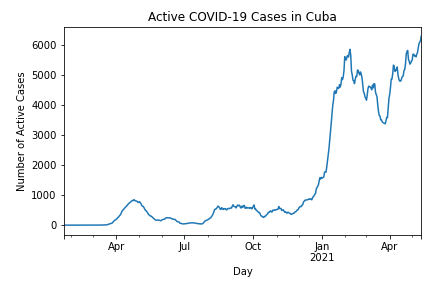 Active COVID-19 Cases in Cuba
6000
5000
4000
3000
2000
1000
0
Number of Active Cases
Apr Jul Oct Jan Apr
2021
Day